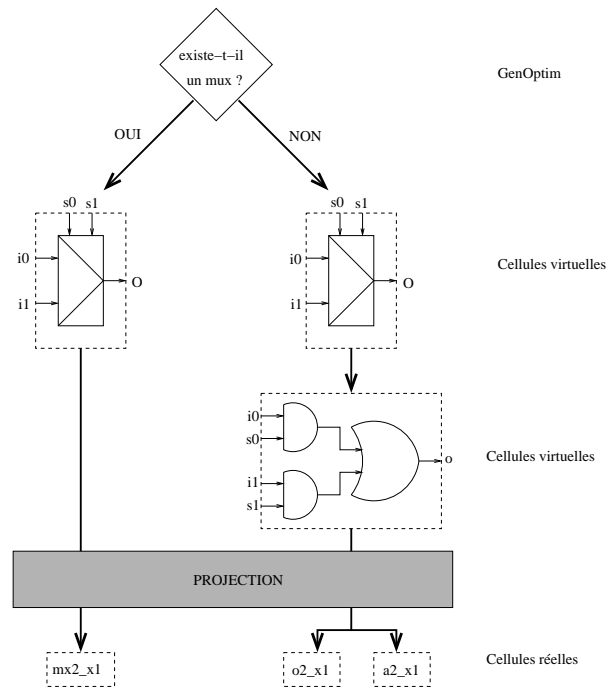 existe–t–il
un mux ?
GenOptim
OUI
NON
s0 s1
s0 s1
i0
i0
Cellules virtuelles
O
O
i1
i1
i0
s0
o
Cellules virtuelles
i1
s1
PROJECTION
mx2_x1
o2_x1
a2_x1
Cellules réelles